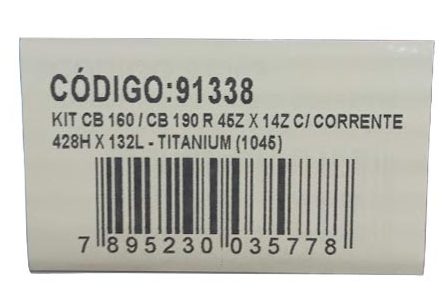 CÓDIGO:91338
KIT CB 160 / CB 190 R 45Z X 14Z C/ CORRENTE
428H X 132L - TITANIUM (1045)
7 895230 035778